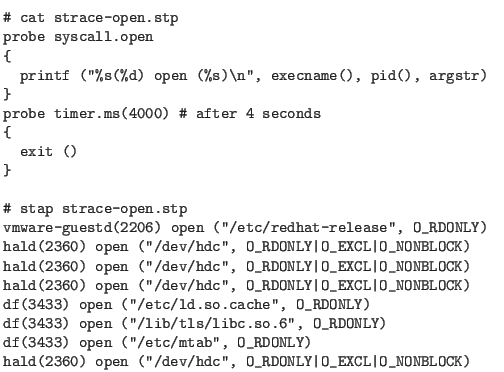 # cat strace-open.stp
probe syscall.open
{
  printf ("%s(%d) open (%s)\n", execname(), pid(), argstr)
}
probe timer.ms(4000) # after 4 seconds
{
  exit ()
}

# stap strace-open.stp
vmware-guestd(2206) open ("/etc/redhat-release", O_RDONLY)
hald(2360) open ("/dev/hdc", O_RDONLY|O_EXCL|O_NONBLOCK)
hald(2360) open ("/dev/hdc", O_RDONLY|O_EXCL|O_NONBLOCK)
hald(2360) open ("/dev/hdc", O_RDONLY|O_EXCL|O_NONBLOCK)
df(3433) open ("/etc/ld.so.cache", O_RDONLY)
df(3433) open ("/lib/tls/libc.so.6", O_RDONLY)
df(3433) open ("/etc/mtab", O_RDONLY)
hald(2360) open ("/dev/hdc", O_RDONLY|O_EXCL|O_NONBLOCK)